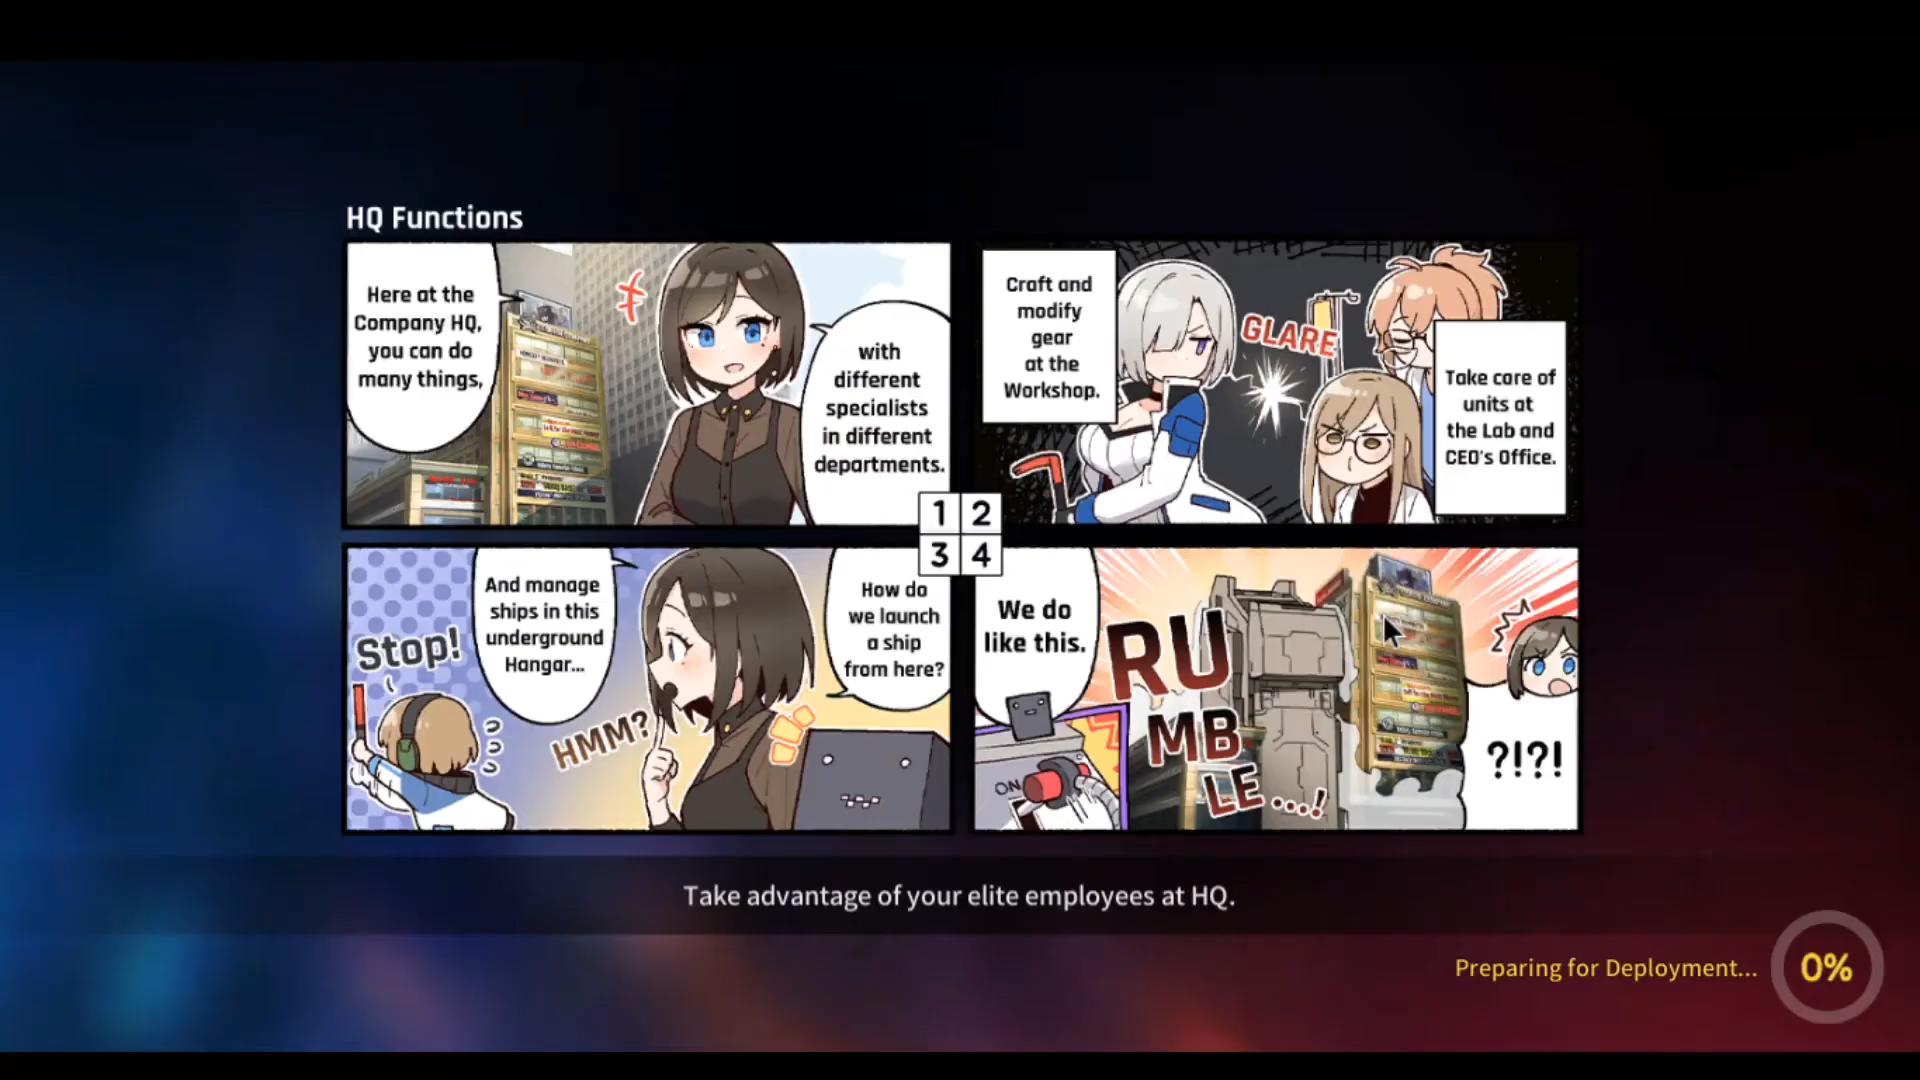 HQ Functions
Here at the
Company HQ,
you can do
many things,
with
different
specialists
in different
departments.
Craft and
modify
gear
at the
Workshop.
GLARE
Take care of
units at
the Lab and
CEO's Office.
1 2
3 4
Stop!
And manage
ships in this
underground
Hangar...
HMM?
How do
we launch
a ship
from here?
We do
like this.
ON
RU
MB
LE...!
?!?!
Take advantage of your elite employees at HQ.
Preparing for Deployment...
0%